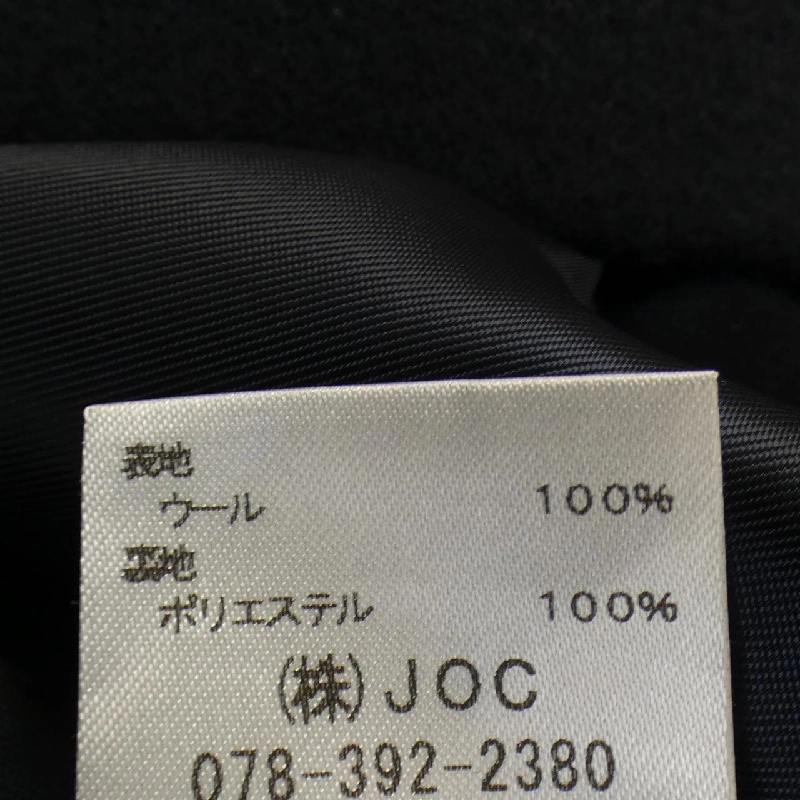 表地
ウール 100%
裏地
ポリエステル 100%
(株)JOC
078-392-2380